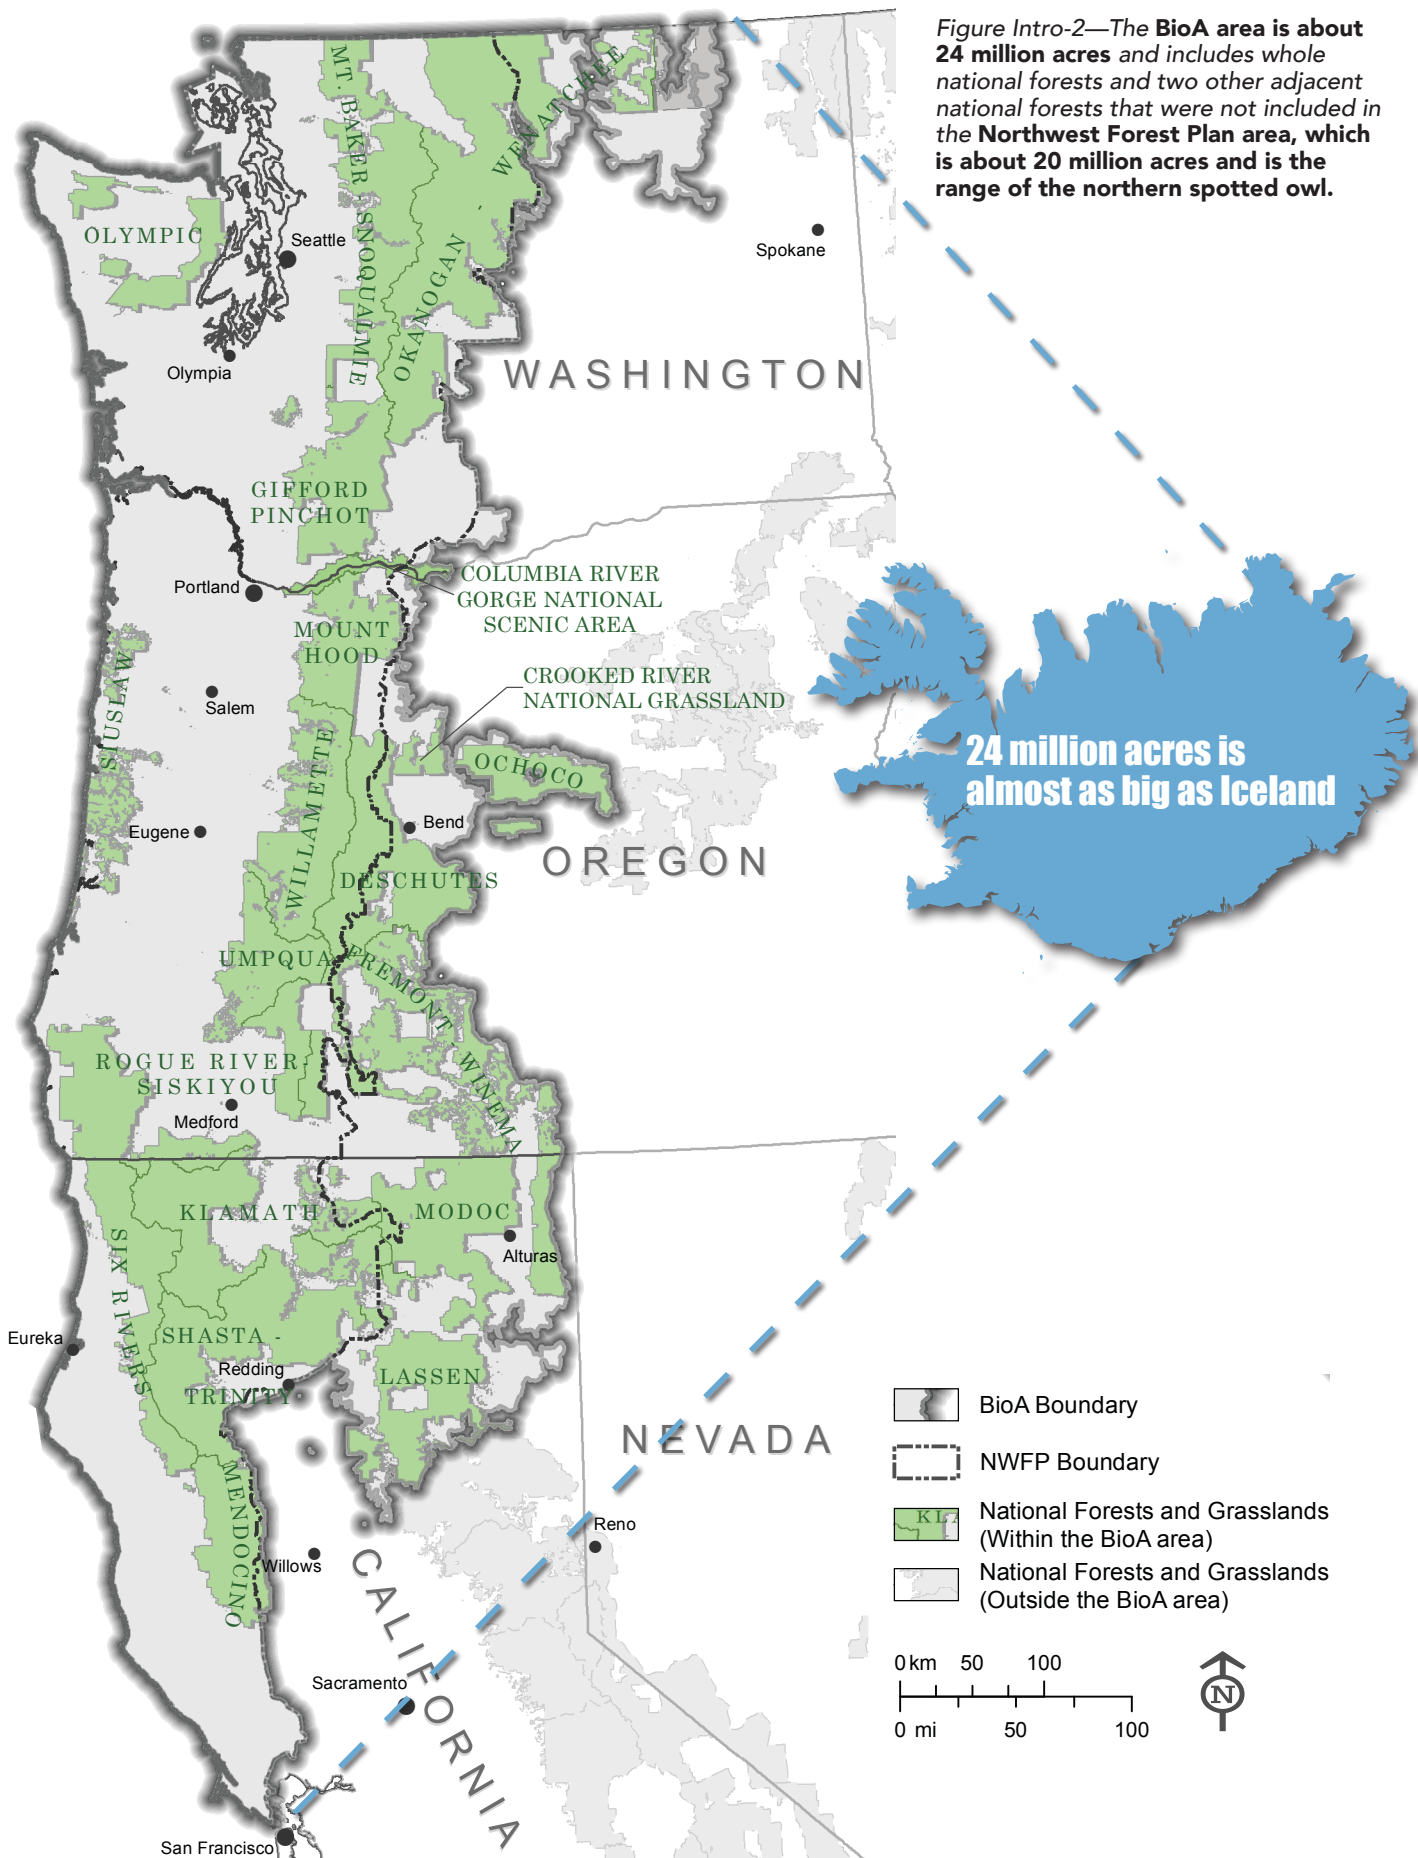 Figure Intro-2—The BioA area is about
24 million acres and includes whole
national forests and two other adjacent
national forests that were not included in
the Northwest Forest Plan area, which
is about 20 million acres and is the
range of the northern spotted owl.
MT. BAKER - SNOQUALMIE
WENATCHEE
OKANOGAN
OLYMPIC
Seattle
Spokane
Olympia
WASHINGTON
GIFFORD
PINCHOT
COLUMBIA RIVER
GORGE NATIONAL
SCENIC AREA
Portland
MOUNT
HOOD
SIUSLAW
Salem
CROOKED RIVER
NATIONAL GRASSLAND
WILLAMETTE
OCHOCO
24 million acres is
almost as big as Iceland
Eugene
Bend
OREGON
DESCHUTES
UMPQUA
FREMONT - WINEMA
ROGUE RIVER-
SISKIYOU
Medford
KLAMATH
MODOC
SIX RIVERS
Alturas
Eureka
SHASTA -
TRINITY
Redding
LASSEN
NEVADA
MENDOCINO
Willows
Reno
CALIFORNIA
Sacramento
San Francisco
BioA Boundary
NWFP Boundary
KLA
National Forests and Grasslands
(Within the BioA area)
National Forests and Grasslands
(Outside the BioA area)
0 km 50 100
0 mi 50 100
N